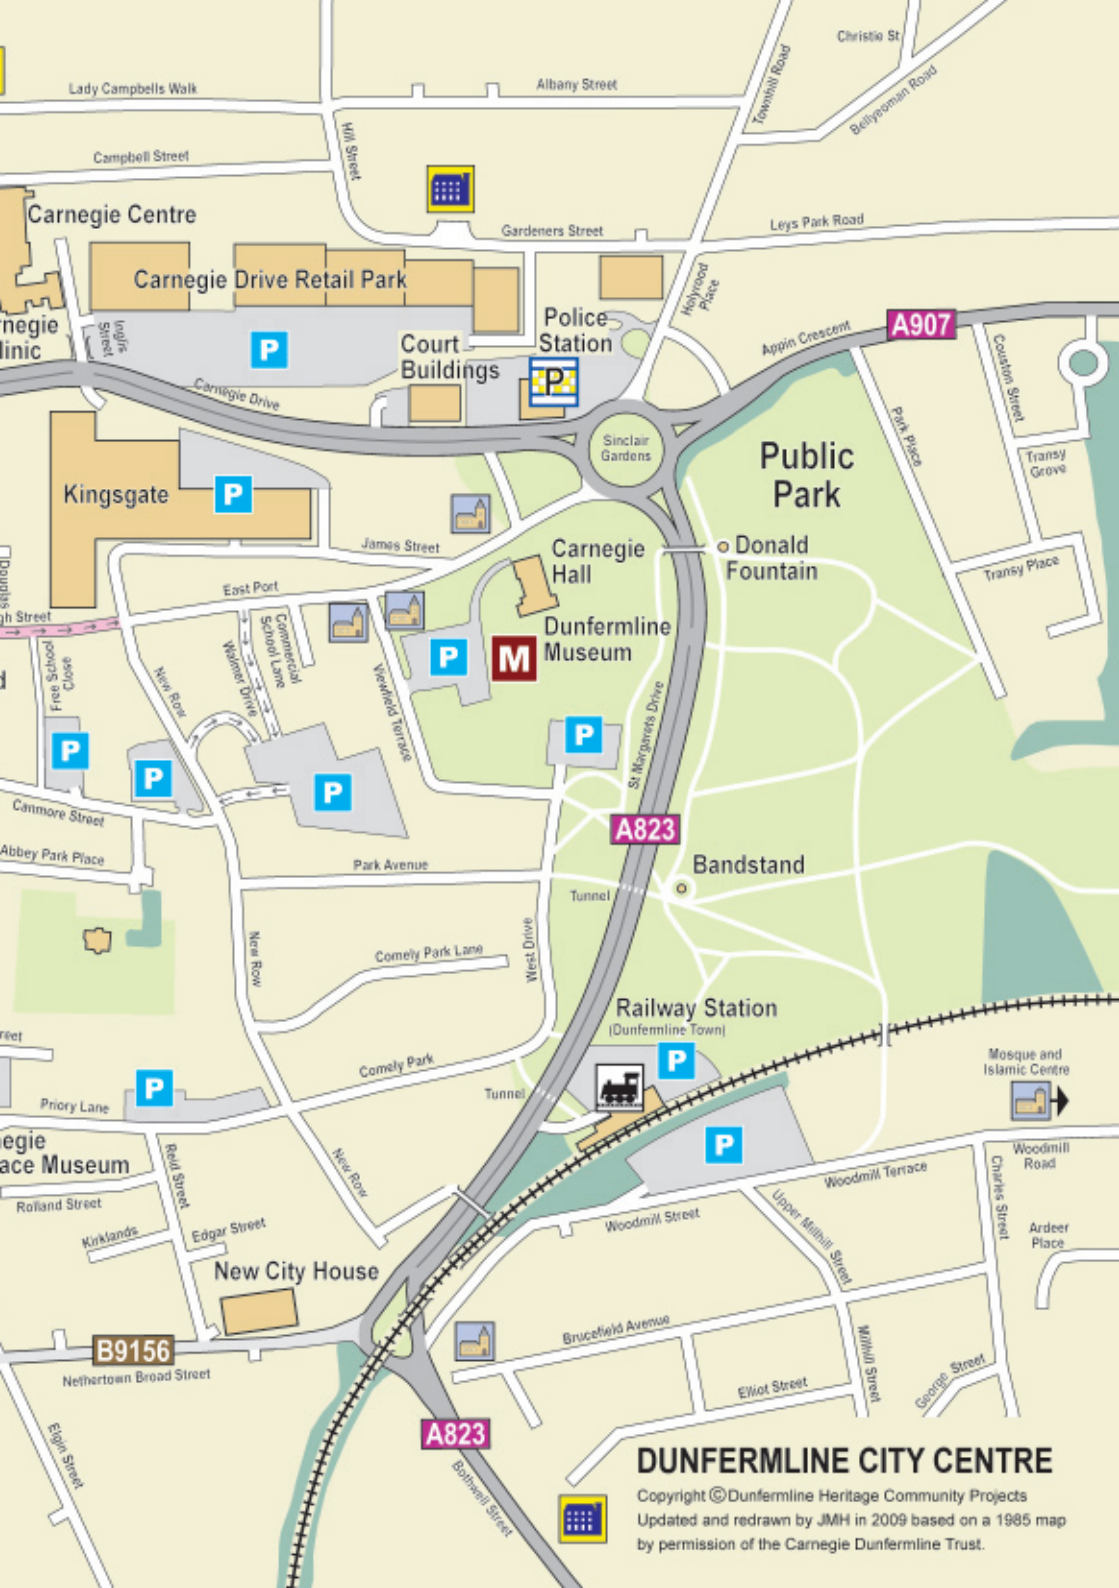 Christie St
Lady Campbells Walk
Albany Street
Townhill Road
Bellyeoman Road
Hill Street
Campbell Street
Carnegie Centre
Gardeners Street
Leys Park Road
Carnegie Drive Retail Park
Holyrood
Place
rnegie
linic
Inglis
Street
P
Court
Buildings
Police
Station
P
Appin Crescent
A907
Couston Street
Carnegie Drive
Sinclair
Gardens
Park Place
Public
Park
Transy
Grove
Kingsgate
P
James Street
Carnegie
Hall
Donald
Fountain
Transy Place
Douglas
gh Street
East Port
Dunfermline
Museum
M
P
d
Free School
Close
New Row
Walmer Drive
Commercial
School Lane
Viewfield Terrace
St Margarets Drive
P
P
P
P
Canmore Street
A823
Abbey Park Place
Park Avenue
Bandstand
Tunnel
New Row
Comely Park Lane
West Drive
Railway Station
(Dunfermline Town)
P
reet
Comely Park
Tunnel
Mosque and
Islamic Centre
P
Priory Lane
P
negie
ace Museum
Reid Street
New Row
Woodmill Terrace
Woodmill
Road
Charles Street
Rolland Street
Kirklands
Edgar Street
Woodmill Street
Upper Millhill Street
Ardeer
Place
New City House
B9156
Nethertown Broad Street
Brucefield Avenue
Millhill Street
George Street
Elliot Street
Elgin Street
A823
Bothwell Street
DUNFERMLINE CITY CENTRE
Copyright ©Dunfermline Heritage Community Projects
Updated and redrawn by JMH in 2009 based on a 1985 map
by permission of the Carnegie Dunfermline Trust.